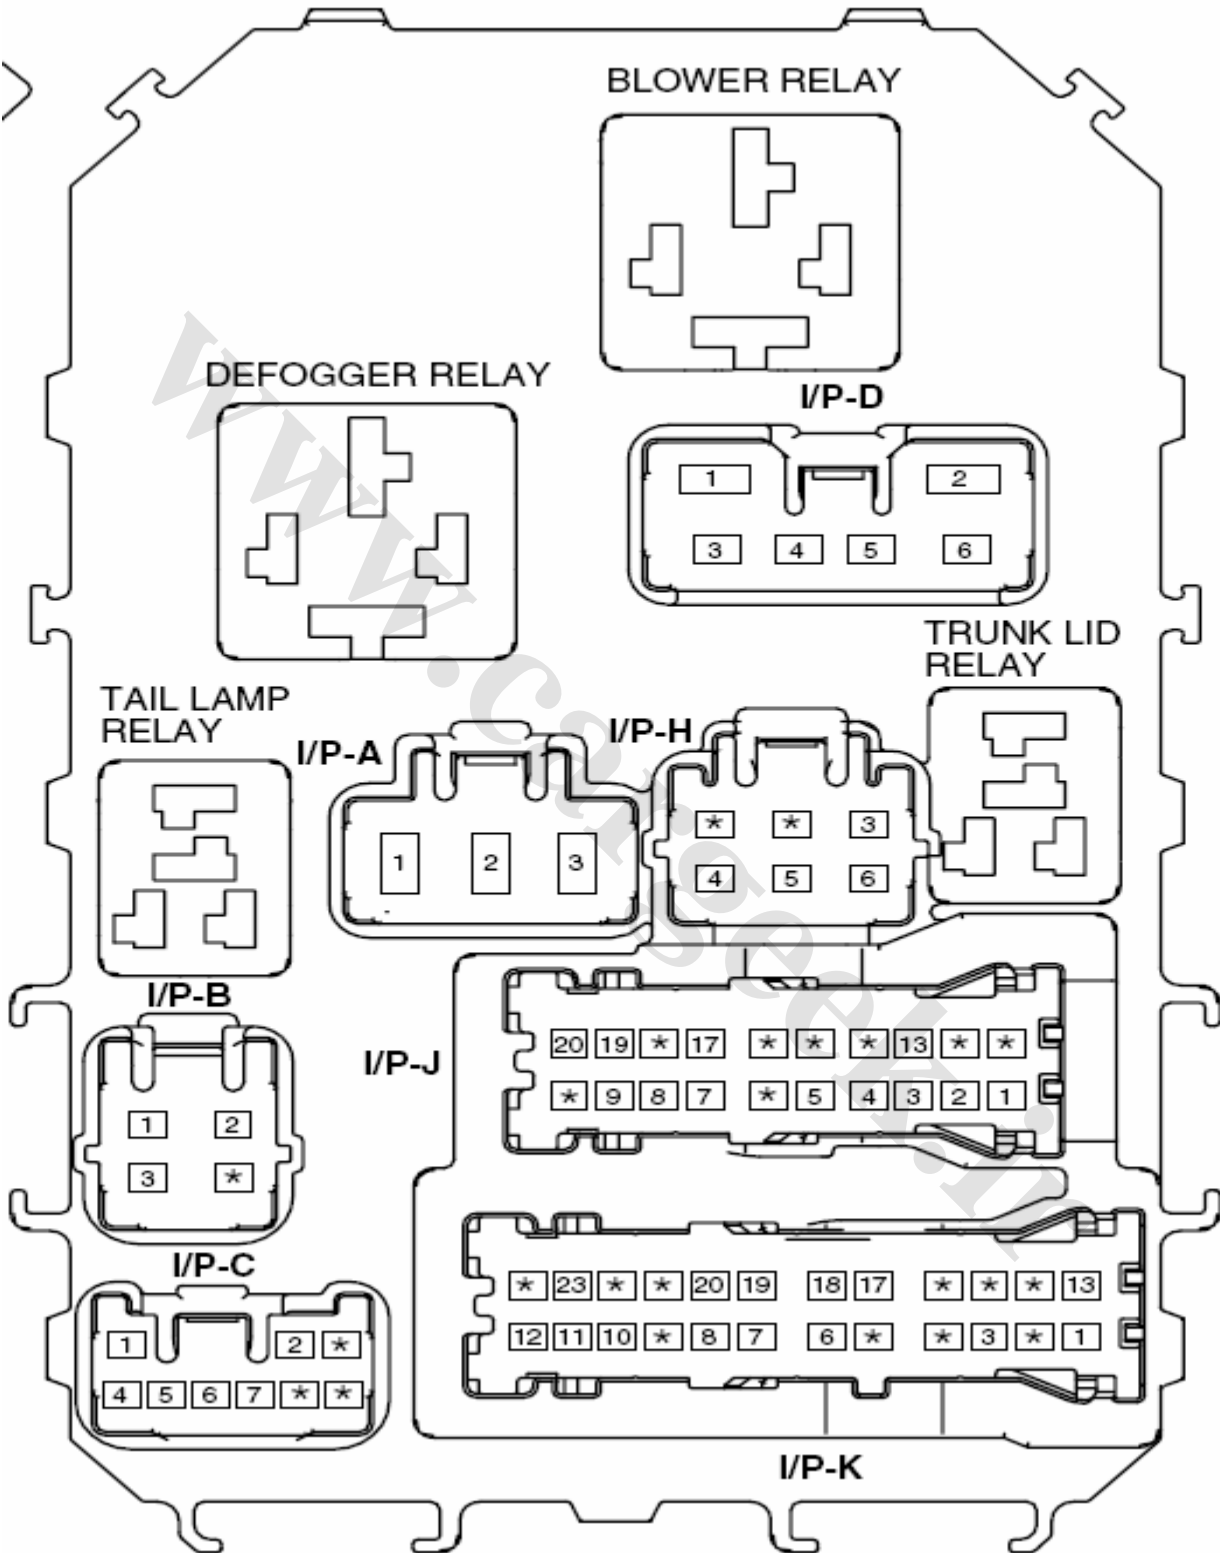 BLOWER RELAY
DEFOGGER RELAY
I/P-D
1 2
3 4 5 6
TRUNK LID
RELAY
TAIL LAMP
RELAY
I/P-A
1 2 3
I/P-H
* * 3
4 5 6
I/P-B
1 2
3 *
I/P-J
20 19 * 17 * * * 13 * *
* 9 8 7 * 5 4 3 2 1
I/P-C
1 2 *
4 5 6 7 * *
* 23 * * 20 19 18 17 * * * 13
12 11 10 * 8 7 6 * * 3 * 1
I/P-K
www.cargeek.in